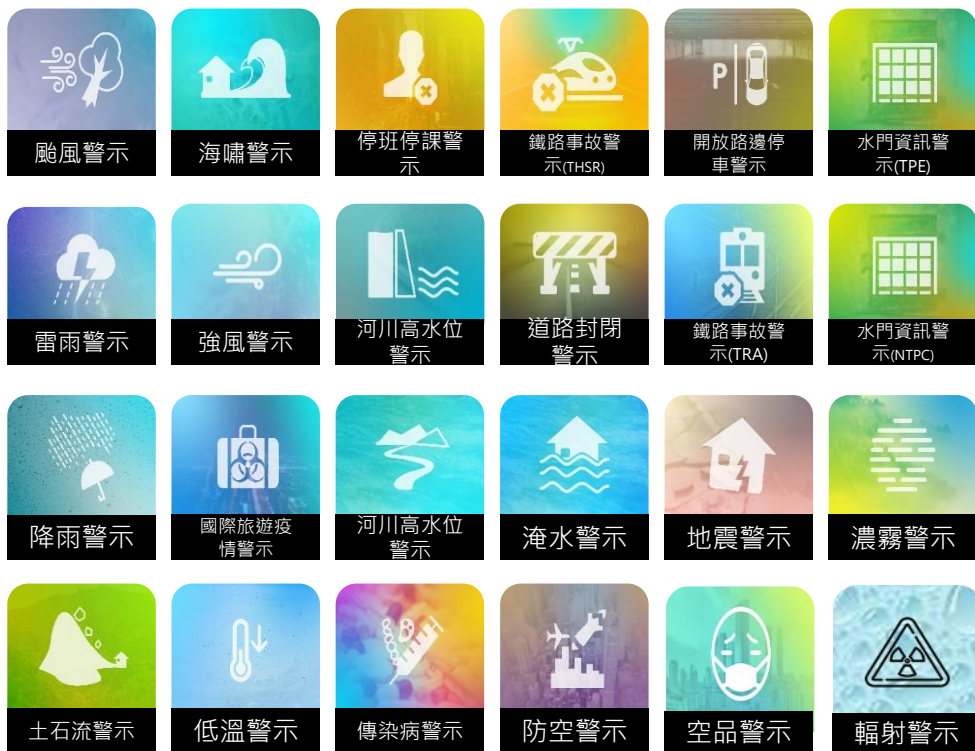 颱風警示
海嘯警示
停班停課警
示
鐵路事故警
示(THSR)
P
開放路邊停
車警示
水門資訊警
示(TPE)
雷雨警示
強風警示
河川高水位
警示
道路封閉
警示
鐵路事故警
示(TRA)
水門資訊警
示(NTPC)
降雨警示
國際旅遊疫
情警示
河川高水位
警示
淹水警示
地震警示
濃霧警示
土石流警示
低溫警示
傳染病警示
防空警示
空品警示
輻射警示